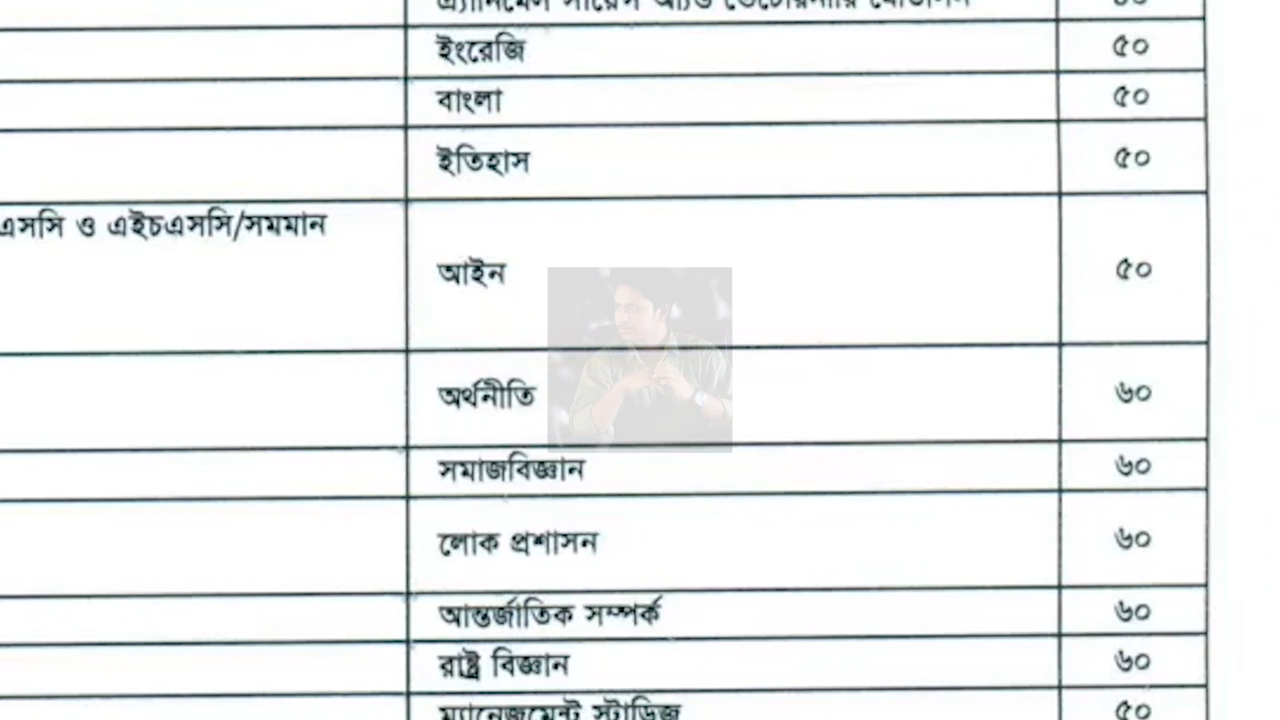 এ্যানিমেল সায়েন্স অ্যান্ড ভেটেরিনারি মেডিসিন
ইংরেজি ৫০
বাংলা ৫০
ইতিহাস ৫০
এসসি ও এইচএসসি/সমমান
আইন ৫০
অর্থনীতি ৬০
সমাজবিজ্ঞান ৬০
লোক প্রশাসন ৬০
আন্তর্জাতিক সম্পর্ক ৬০
রাষ্ট্র বিজ্ঞান ৬০
ম্যানেজমেন্ট স্টাডিজ ৫০